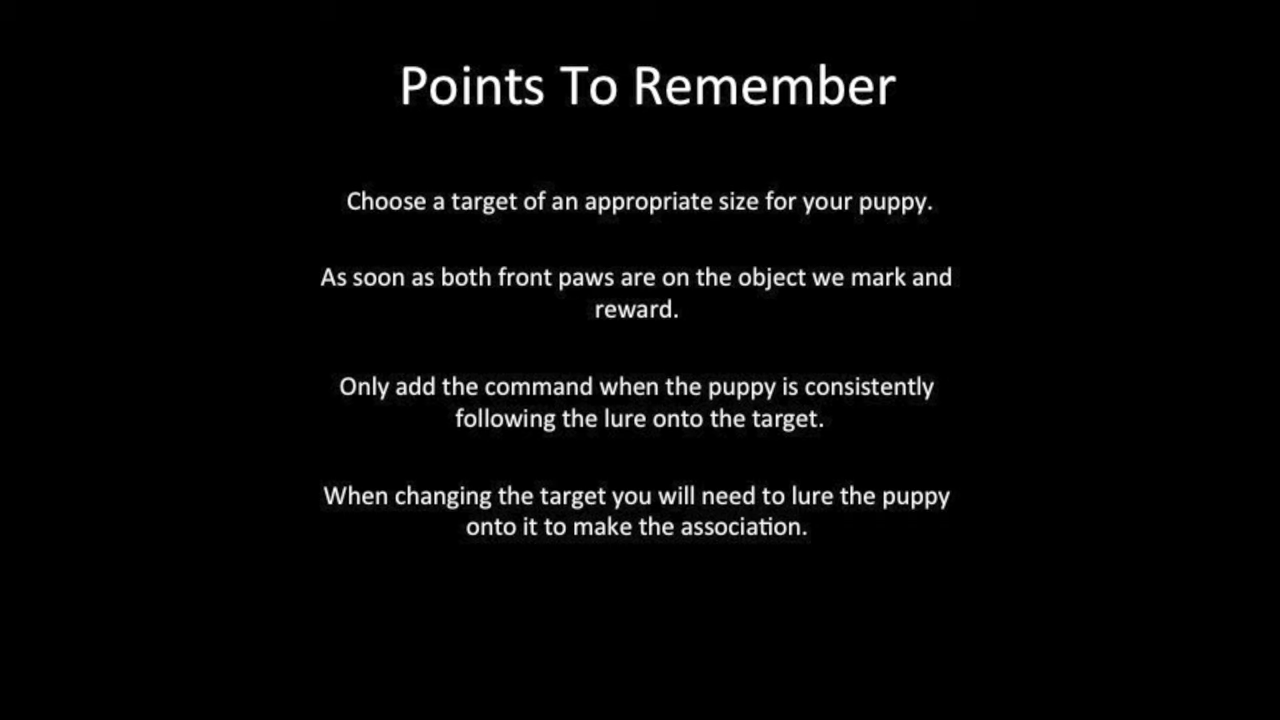 Points To Remember
Choose a target of an appropriate size for your puppy.
As soon as both front paws are on the object we mark and
reward.
Only add the command when the puppy is consistently
following the lure onto the target.
When changing the target you will need to lure the puppy
onto it to make the association.